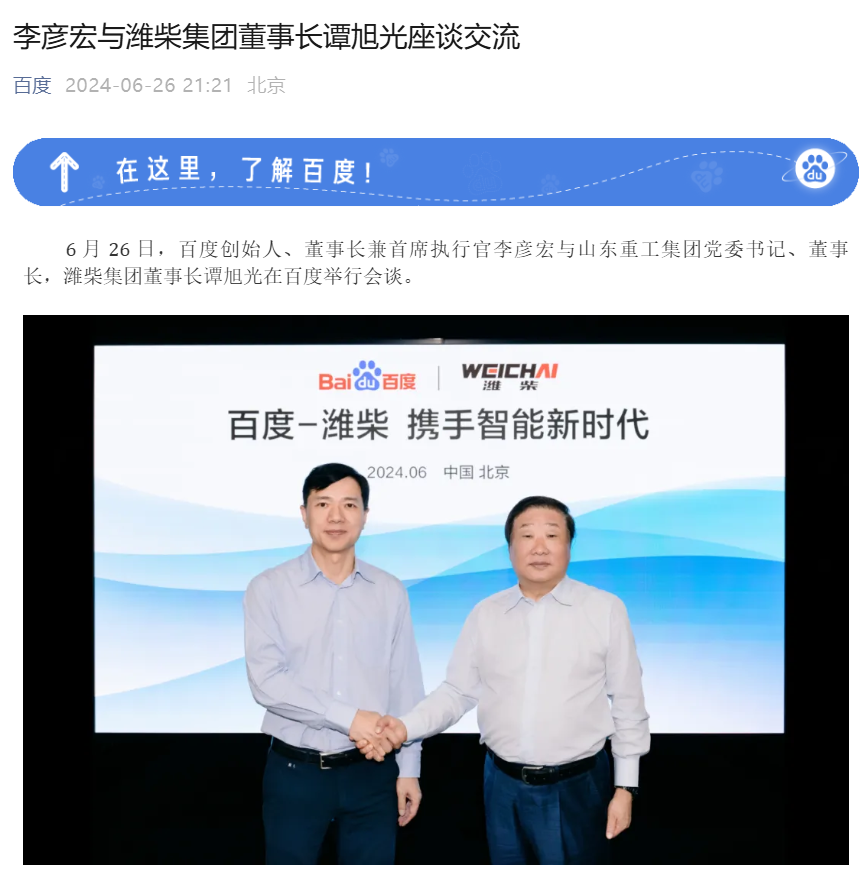 李彦宏与潍柴集团董事长谭旭光座谈交流
百度 2024-06-26 21:21 北京
在这里，了解百度！
du
6 月 26 日，百度创始人、董事长兼首席执行官李彦宏与山东重工集团党委书记、董事
长，潍柴集团董事长谭旭光在百度举行会谈。
Bai du 百度 | WEICHAI
潍 柴
百度-潍柴 携手智能新时代
2024.06 中国 北京